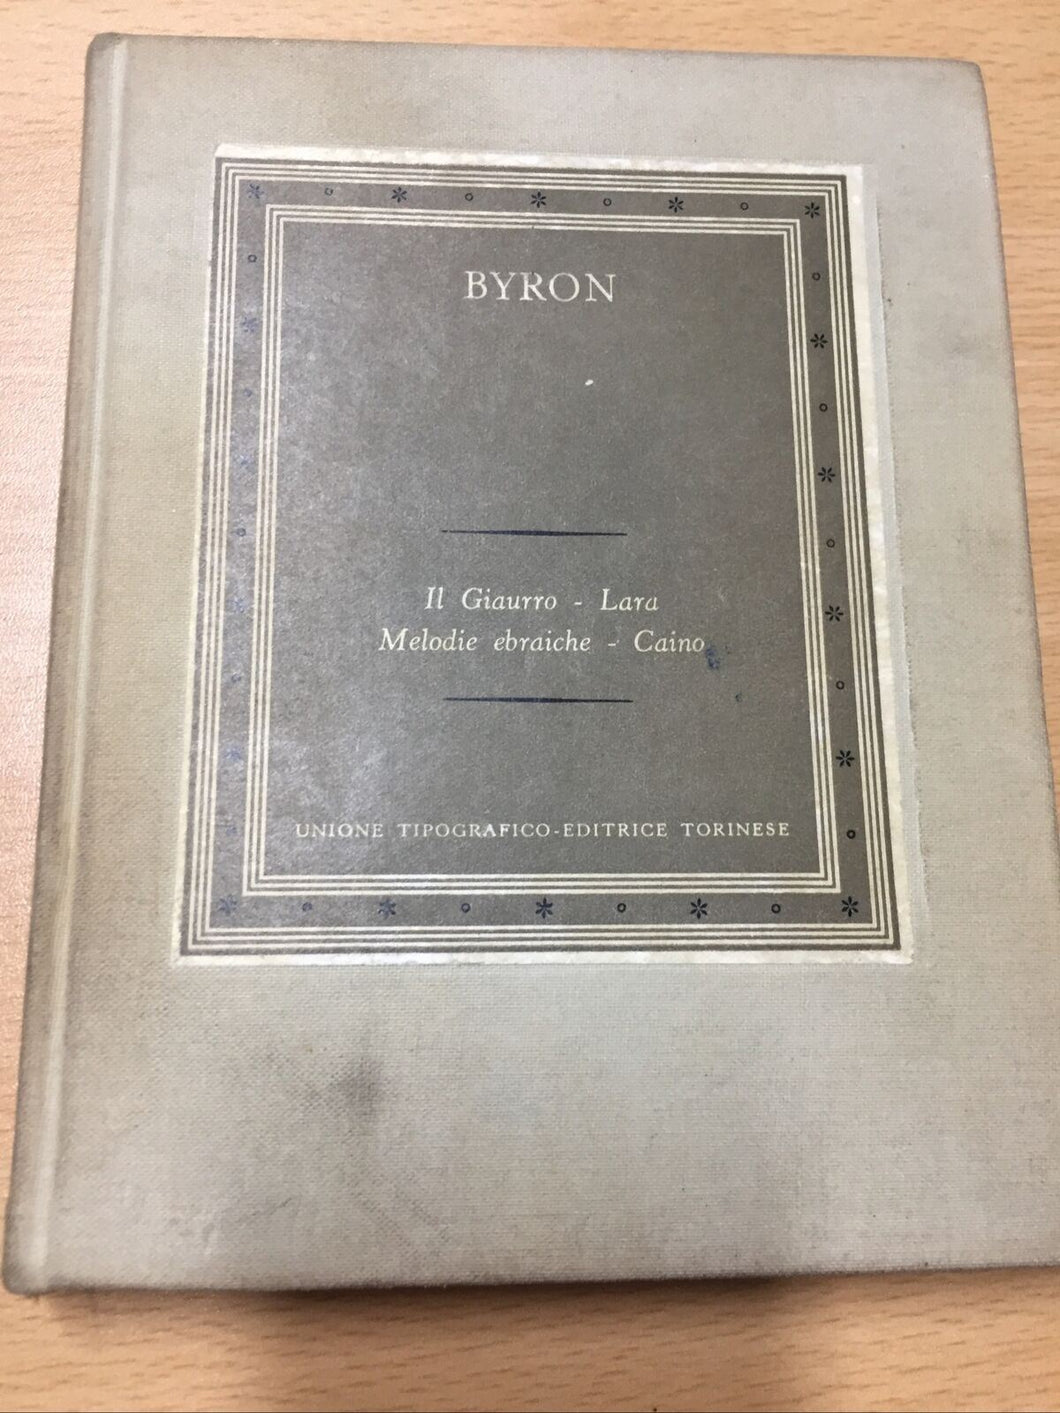 BYRON
Il Giaurro - Lara
Melodie ebraiche - Caino
UNIONE TIPOGRAFICO-EDITRICE TORINESE